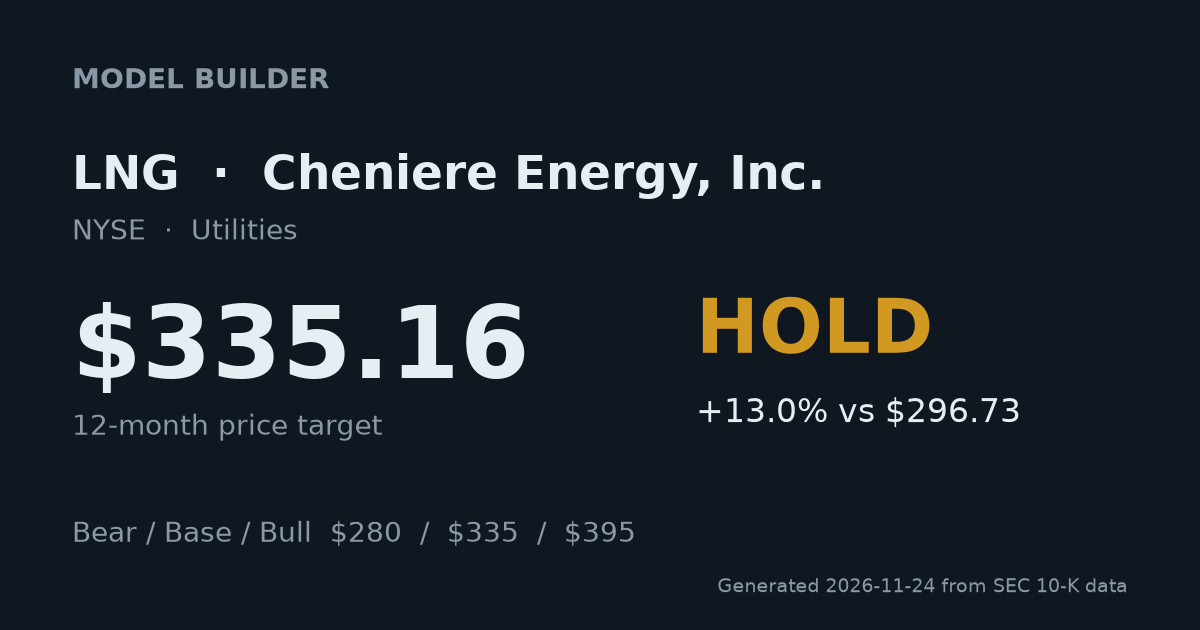 MODEL BUILDER
LNG · Cheniere Energy, Inc.
NYSE · Utilities
$335.16
HOLD
12-month price target
+13.0% vs $296.73
Bear / Base / Bull $280 / $335 / $395
Generated 2026-11-24 from SEC 10-K data